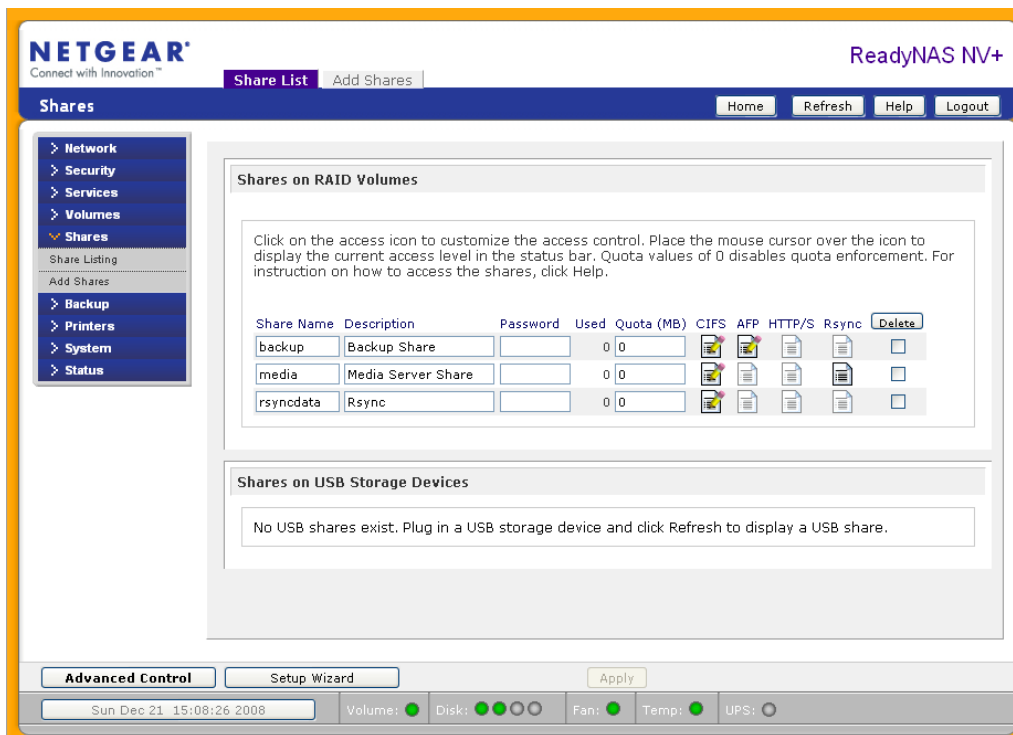 NETGEAR®
Connect with Innovation™
ReadyNAS NV+
Share List Add Shares
Shares
Home Refresh Help Logout
Network
Security
Services
Volumes
Shares
Share Listing
Add Shares
Backup
Printers
System
Status
Shares on RAID Volumes
Click on the access icon to customize the access control. Place the mouse cursor over the icon to
display the current access level in the status bar. Quota values of 0 disables quota enforcement. For
instruction on how to access the shares, click Help.
Share Name Description Password Used Quota (MB) CIFS AFP HTTP/S Rsync Delete
backup Backup Share 0 0
media Media Server Share 0 0
rsyncdata Rsync 0 0
Shares on USB Storage Devices
No USB shares exist. Plug in a USB storage device and click Refresh to display a USB share.
Advanced Control Setup Wizard Apply
Sun Dec 21 15:08:26 2008 Volume: Disk: Fan: Temp: UPS: